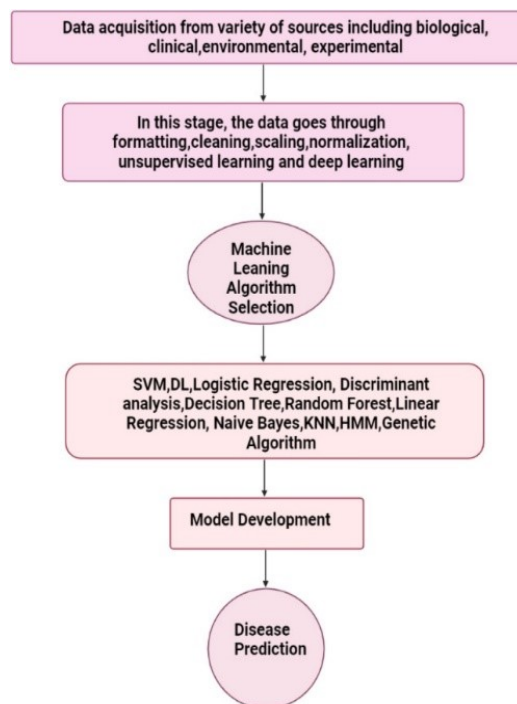 Data acquisition from variety of sources including biological,
clinical,environmental, experimental
In this stage, the data goes through
formatting,cleaning,scaling,normalization,
unsupervised learning and deep learning
Machine
Leaning
Algorithm
Selection
SVM,DL,Logistic Regression, Discriminant
analysis,Decision Tree,Random Forest,Linear
Regression, Naive Bayes,KNN,HMM,Genetic
Algorithm
Model Development
Disease
Prediction